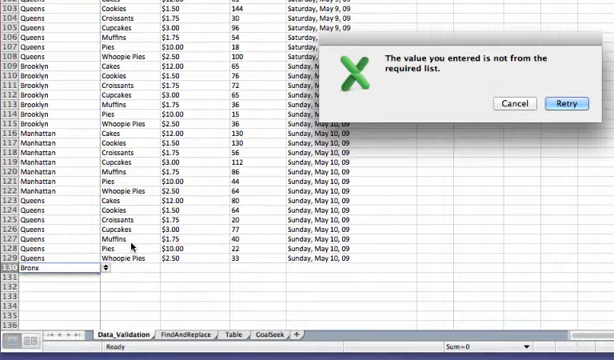 102 Queens Cakes $12.00 61 Saturday, May 9, 09
103 Queens Cookies $1.50 144 Saturday, May 9, 09
104 Queens Croissants $1.75 30 Saturday, May 9, 09
105 Queens Cupcakes $3.00 96 Saturday, May 9, 09
106 Queens Muffins $1.75 54 Saturday,
107 Queens Pies $10.00 18 Saturday,
108 Queens Whoopie Pies $2.50 100 Saturday,
109 Brooklyn Cakes $12.00 65 Sunday, M
110 Brooklyn Cookies $1.50 76 Sunday, M
111 Brooklyn Croissants $1.75 72 Sunday, M
112 Brooklyn Cupcakes $3.00 65 Sunday, M
113 Brooklyn Muffins $1.75 36 Sunday, M
114 Brooklyn Pies $10.00 15 Sunday, M
115 Brooklyn Whoopie Pies $2.50 36 Sunday, May 10, 09
116 Manhattan Cakes $12.00 130 Sunday, May 10, 09
117 Manhattan Cookies $1.50 130 Sunday, May 10, 09
118 Manhattan Croissants $1.75 56 Sunday, May 10, 09
119 Manhattan Cupcakes $3.00 112 Sunday, May 10, 09
120 Manhattan Muffins $1.75 86 Sunday, May 10, 09
121 Manhattan Pies $10.00 44 Sunday, May 10, 09
122 Manhattan Whoopie Pies $2.50 64 Sunday, May 10, 09
123 Queens Cakes $12.00 80 Sunday, May 10, 09
124 Queens Cookies $1.50 64 Sunday, May 10, 09
125 Queens Croissants $1.75 20 Sunday, May 10, 09
126 Queens Cupcakes $3.00 77 Sunday, May 10, 09
127 Queens Muffins $1.75 40 Sunday, May 10, 09
128 Queens Pies $10.00 22 Sunday, May 10, 09
129 Queens Whoopie Pies $2.50 33 Sunday, May 10, 09
130 Bronx
131
132
133
134
135
136
The value you entered is not from the
required list.
Cancel Retry
Data_Validation FindAndReplace Table GoalSeek +
Ready Sum=0